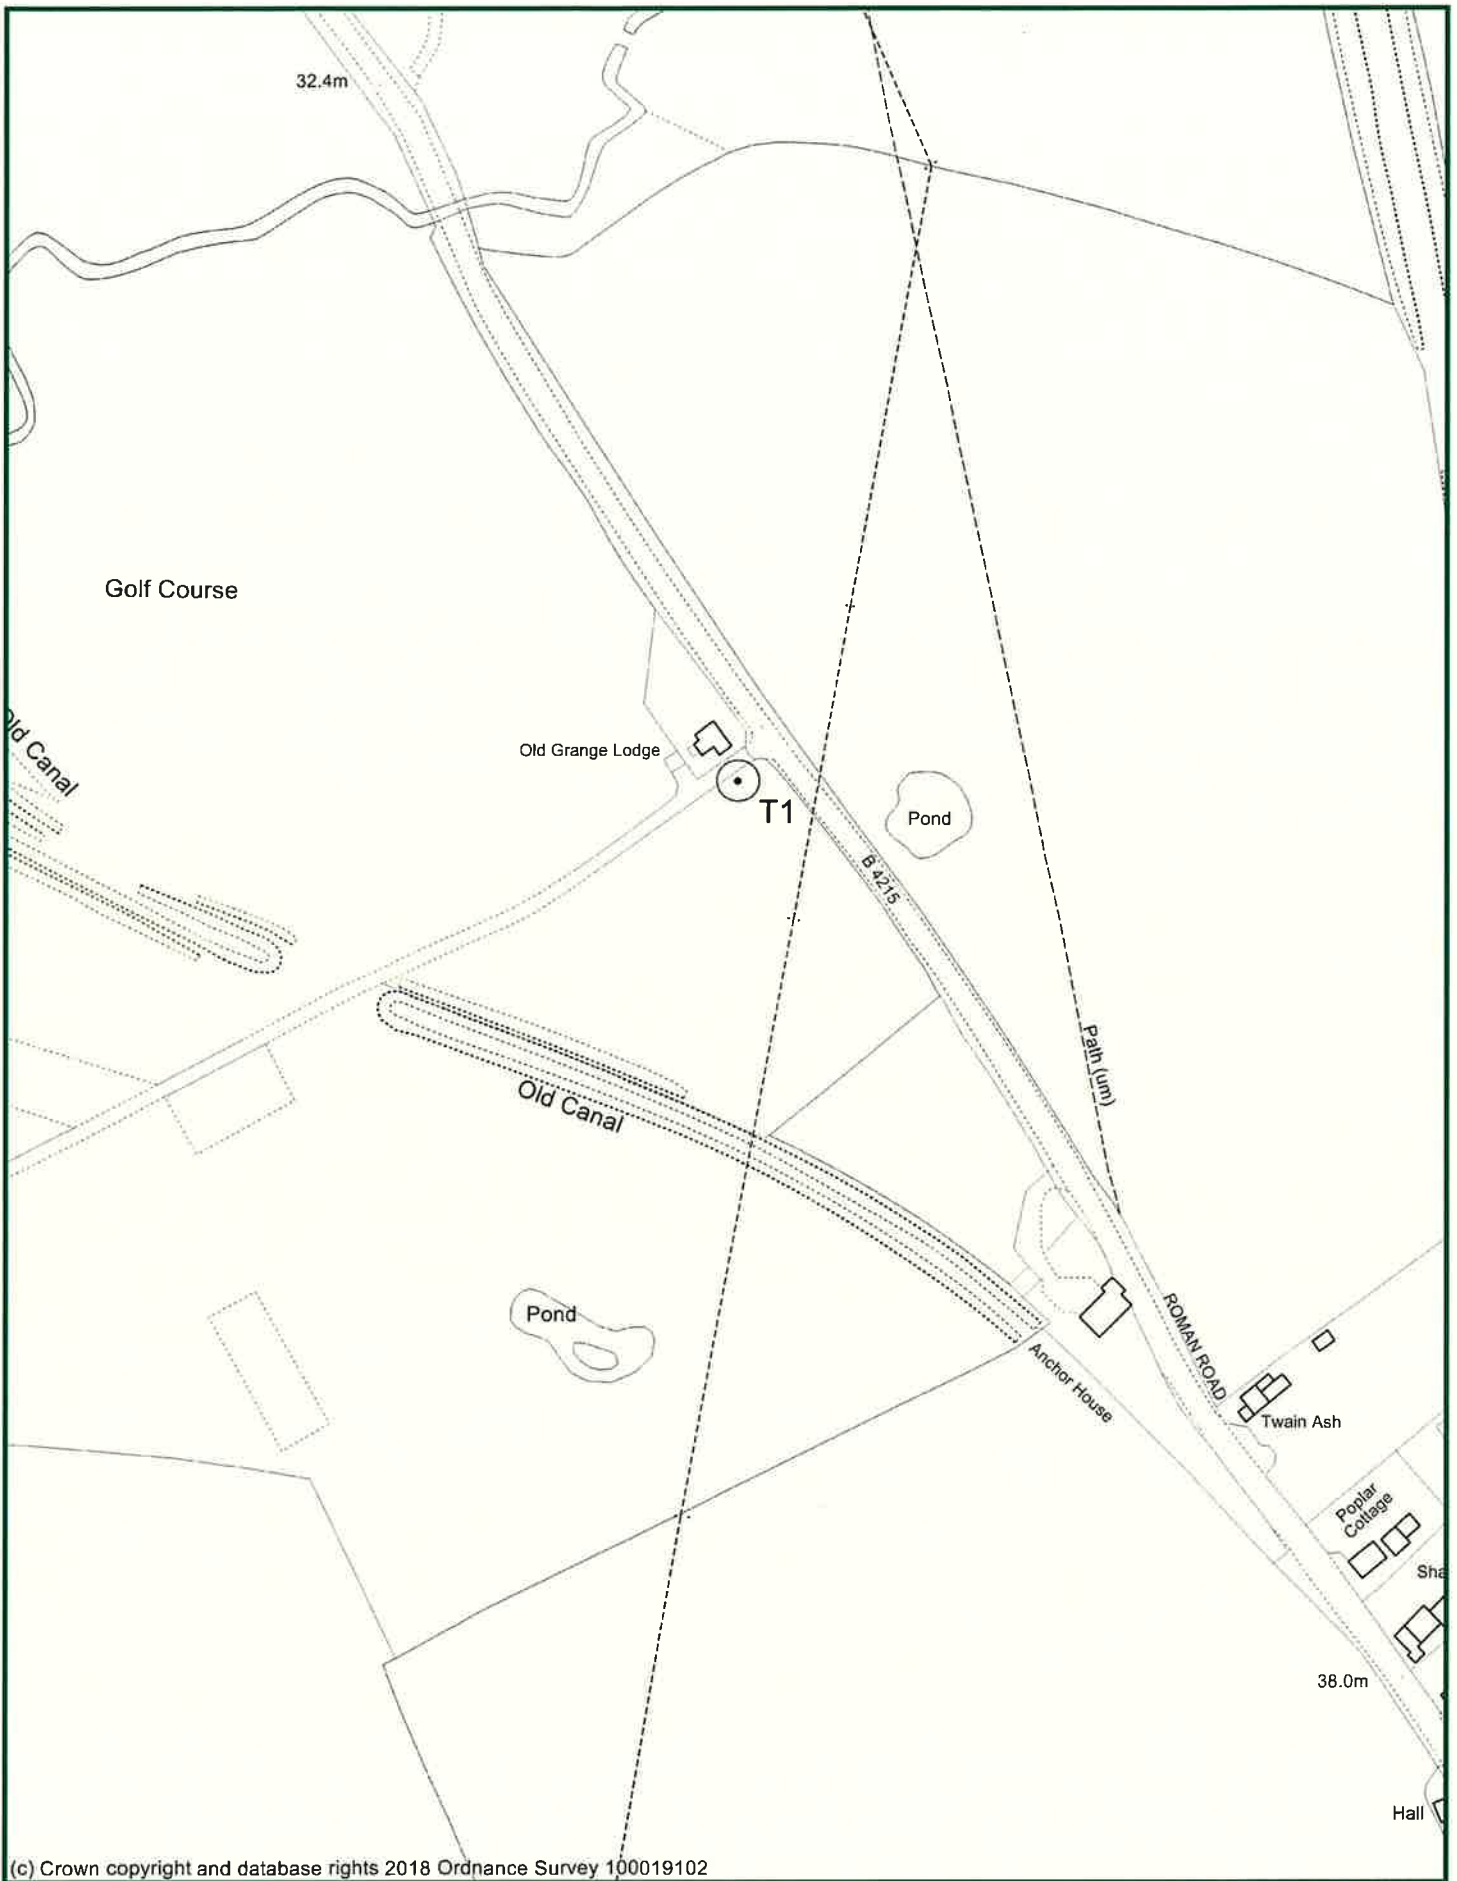 32.4m
Golf Course
Old Canal
Old Grange Lodge
T1
Pond
B 4215
Path (um)
Old Canal
Pond
ROMAN ROAD
Anchor House
Twain Ash
Poplar
Cottage
Sha
38.0m
Hall
(c) Crown copyright and database rights 2018 Ordnance Survey 100019102